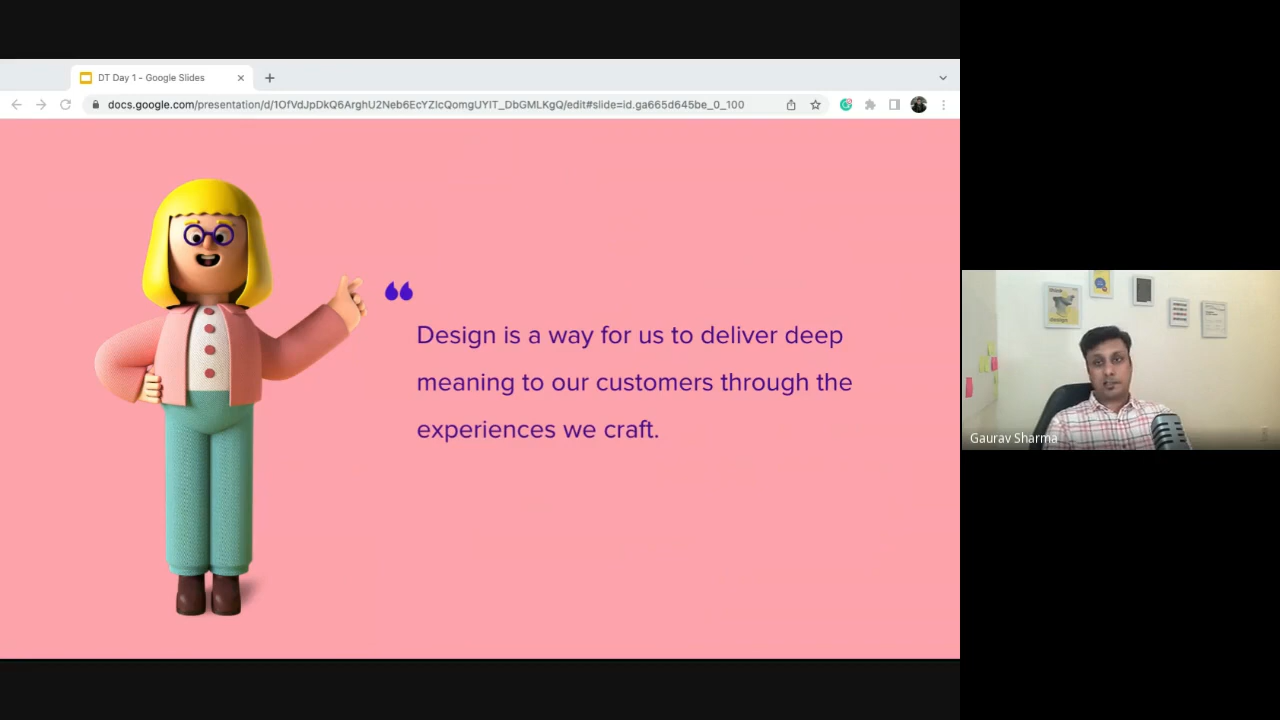 DT Day 1 - Google Slides
docs.google.com/presentation/d/1OfVdJpDkQ6ArghU2Neb6EcYZIcQomgUYIT_DbGMLKgQ/edit#slide=id.ga665d645be_0_100
“
Design is a way for us to deliver deep
meaning to our customers through the
experiences we craft.
Gaurav Sharma